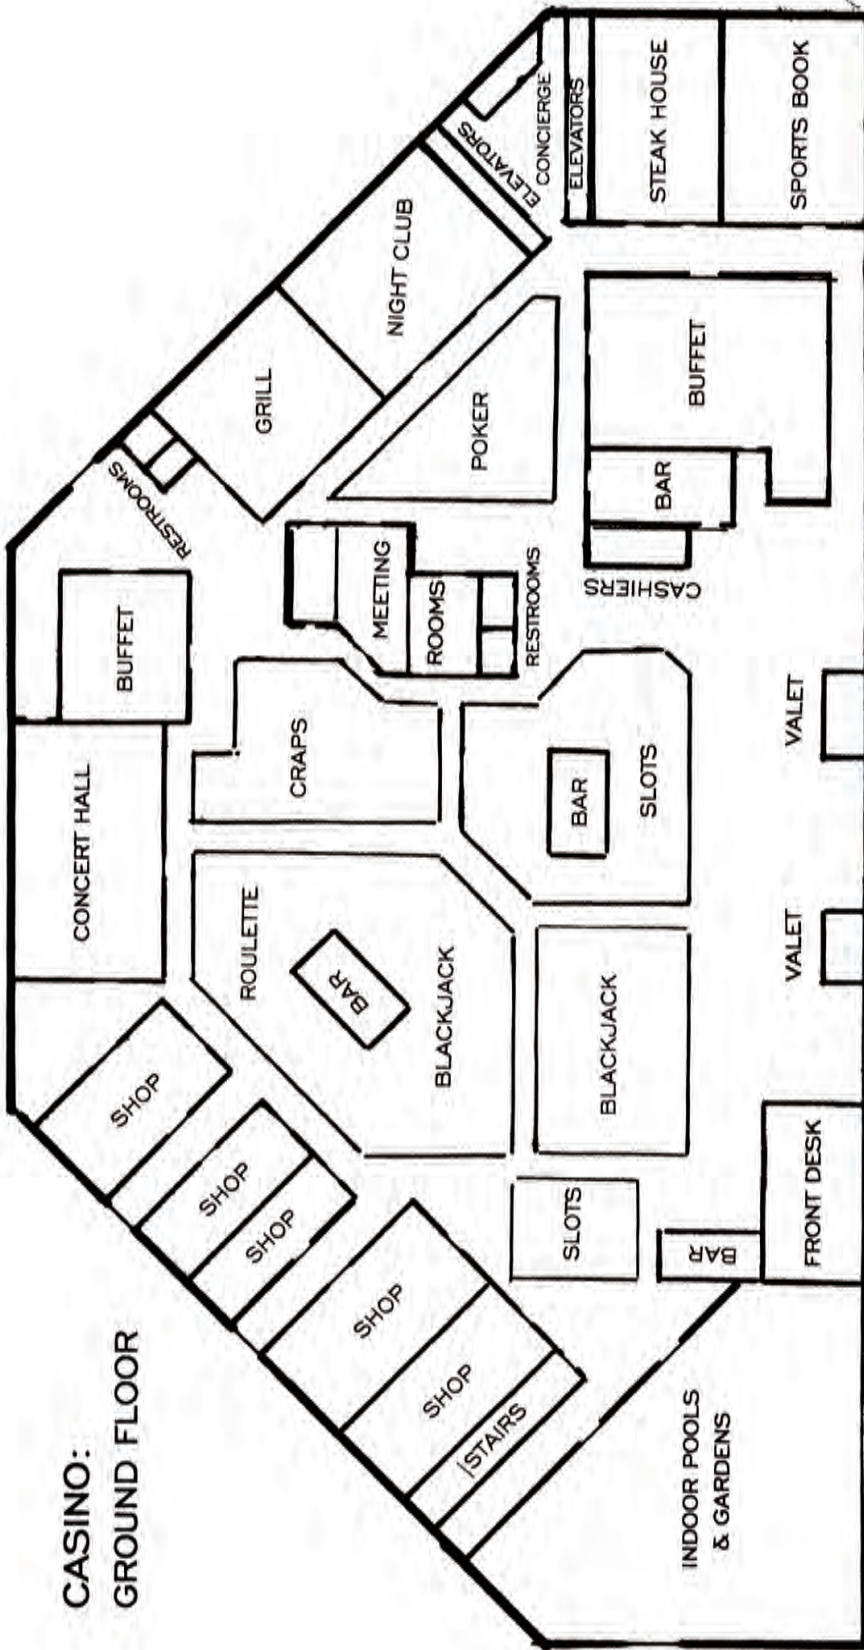 CASINO:
GROUND FLOOR
CONCERT HALL
BUFFET
RESTROOMS
SHOP
SHOP
SHOP
SHOP
SHOP
STAIRS
ROULETTE
BAR
BLACKJACK
CRAPS
GRILL
NIGHT CLUB
ELEVATORS
CONCIERGE
ELEVATORS
MEETING
ROOMS
RESTROOMS
POKER
SLOTS
BLACKJACK
BAR
SLOTS
CASHIERS
BAR
BUFFET
STEAK HOUSE
SPORTS BOOK
INDOOR POOLS
& GARDENS
BAR
FRONT DESK
VALET
VALET